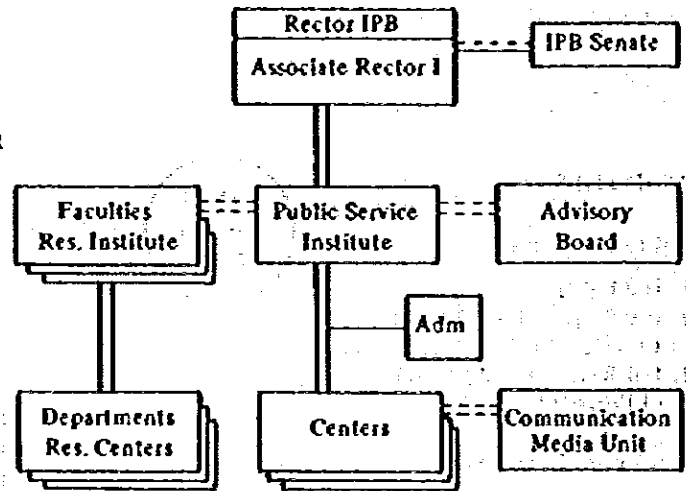 Rector IPB
Associate Rector I
IPB Senate
Faculties
Res. Institute
Public Service
Institute
Advisory
Board
Adm
Departments
Res. Centers
Centers
Communication
Media Unit